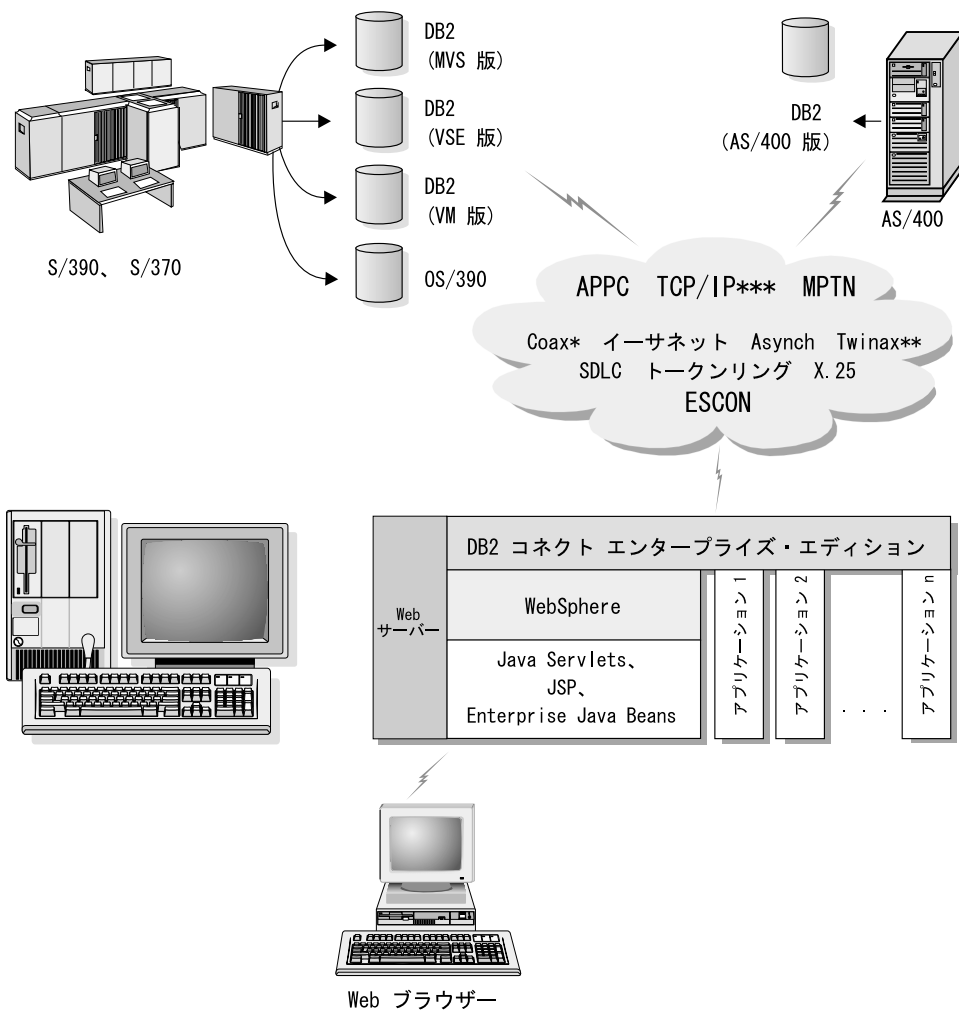 DB2
(MVS 版)
DB2
(VSE 版)
DB2
(VM 版)
OS/390
S/390、 S/370
DB2
(AS/400 版)
AS/400
APPC TCP/IP*** MPTN
Coax* イーサネット Asynch Twinax**
SDLC トークンリング X.25
ESCON
DB2 コネクト エンタープライズ・エディション
Web
サーバー
WebSphere
Java Servlets、
JSP、
Enterprise Java Beans
アプリケーション 1
アプリケーション 2
. . .
アプリケーション n
Web ブラウザー